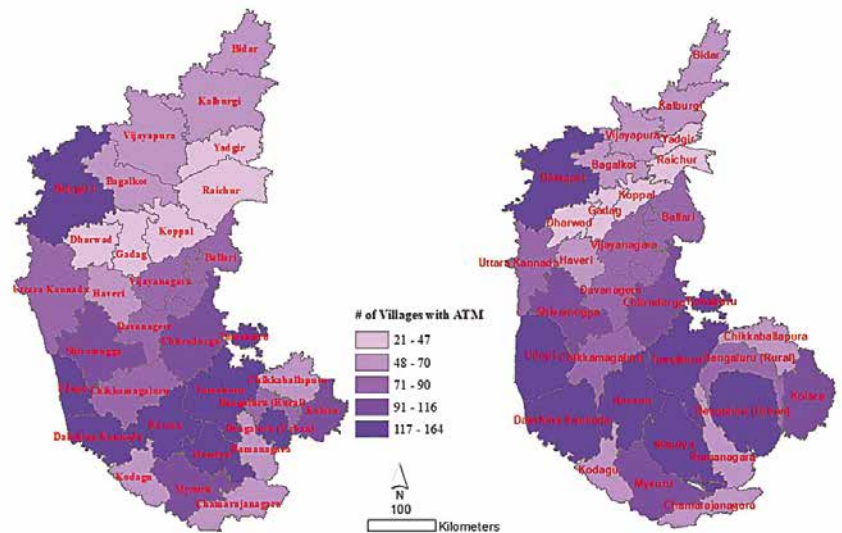 Bidar
Kalburgi
Vijayapura
Yadgir
Bagalkot
Raichur
Koppal
Dharwad
Gadag
Ballari
Uttara Kannada
Haveri
Vijayanagara
Davanagere
Shivamogga
Chitradurga
Chikkamagaluru
Chikkaballapura
Bengaluru (Rural)
Kolara
Dakshina Kannada
Hassan
Ramanagara
Kodagu
Mysuru
Chamarajanagara
# of Villages with ATM
21 - 47
48 - 70
71 - 90
91 - 116
117 - 164
N
100
Kilometers
Bidar
Kalburgi
Vijayapura
Yadgir
Bagalkot
Raichur
Belagavi
Koppal
Gadag
Dharwad
Ballari
Vijayanagara
Uttara Kannada
Haveri
Davanagere
Chitradurga
Tumakuru
Shivamogga
Chikkaballapura
Udupi
Chikkamagaluru
Tumakuru
Bengaluru (Rural)
Kolara
Hassan
Dakshina Kannada
Bengaluru (Urban)
Mandya
Ramanagara
Kodagu
Mysuru
Chamarajanagara